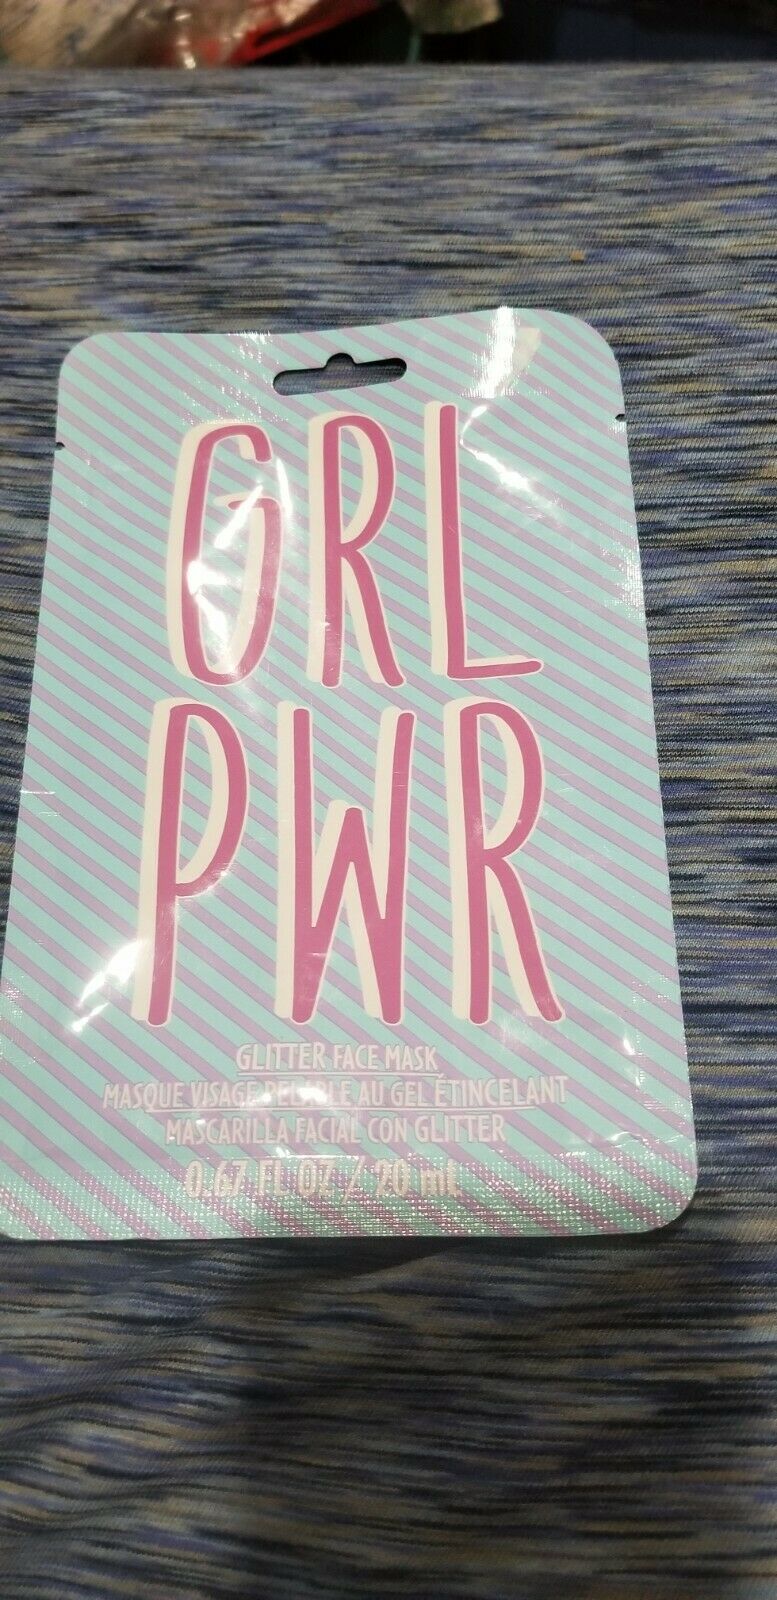 GRL
PWR
GLITTER FACE MASK
MASQUE VISAGE PELABLE AU GEL ÉTINCELANT
MASCARILLA FACIAL CON GLITTER
0.67 FL OZ / 20 mL